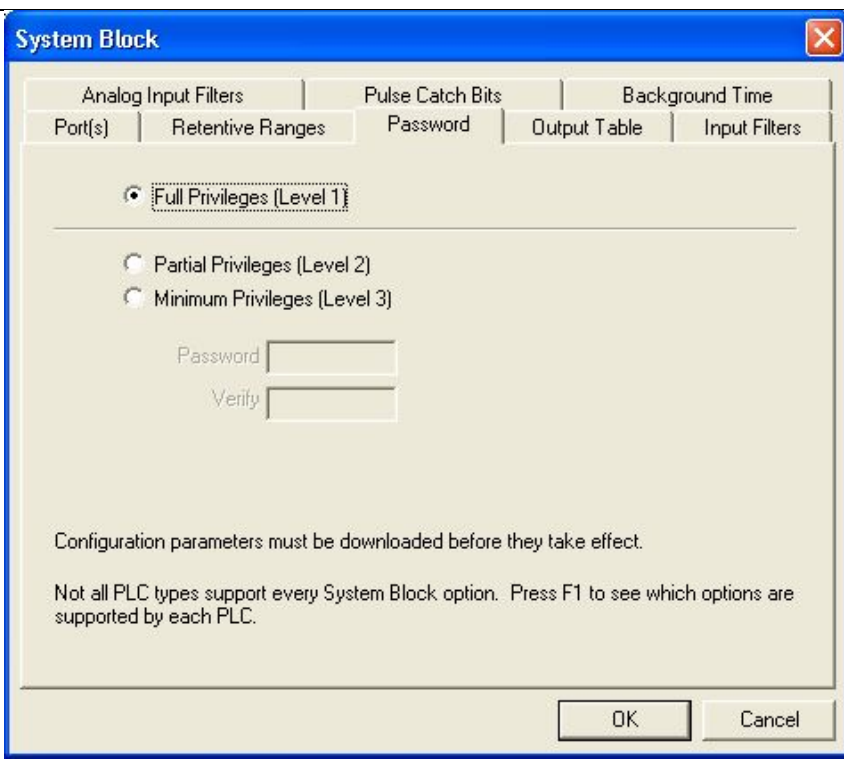 System Block
Analog Input Filters
Pulse Catch Bits
Background Time
Port(s)
Retentive Ranges
Password
Output Table
Input Filters
Full Privileges (Level 1)
Partial Privileges (Level 2)
Minimum Privileges (Level 3)
Password
Verify
Configuration parameters must be downloaded before they take effect.
Not all PLC types support every System Block option. Press F1 to see which options are
supported by each PLC.
OK
Cancel